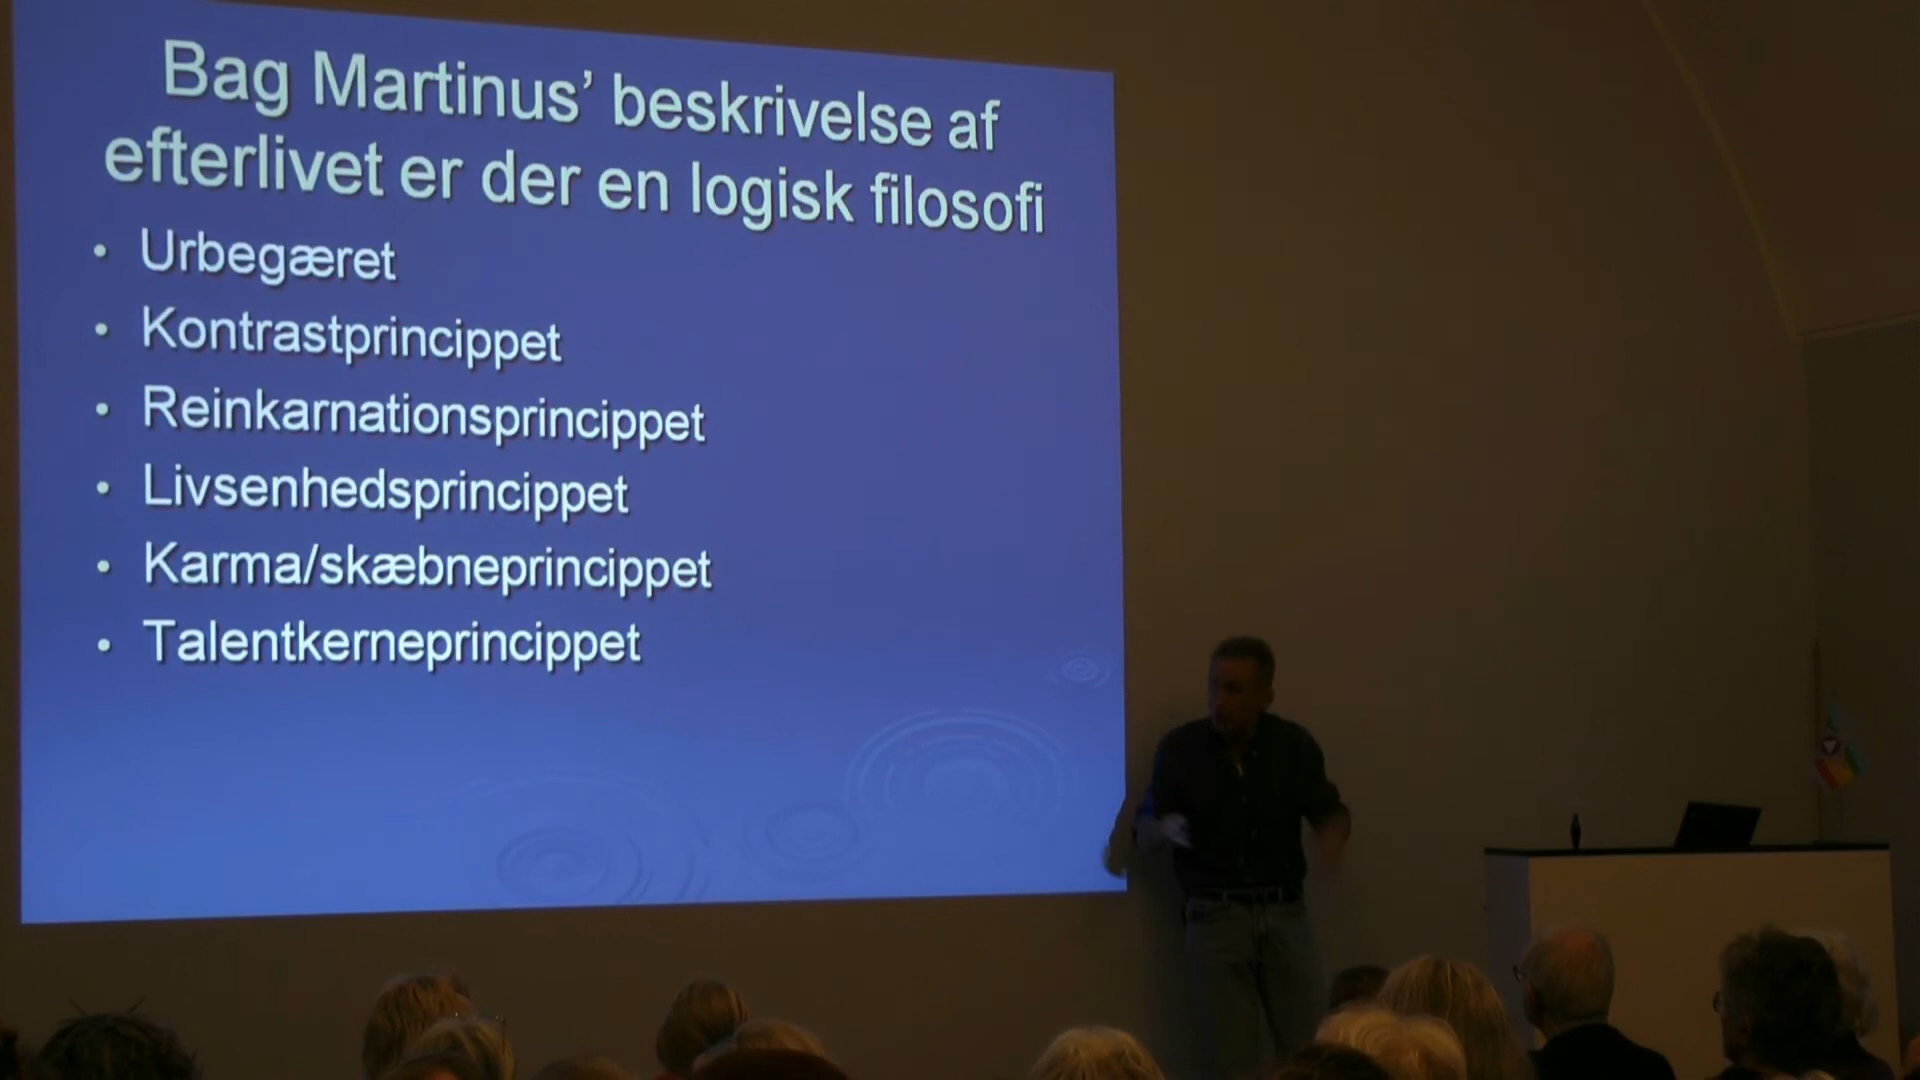 Bag Martinus’ beskrivelse af
efterlivet er der en logisk filosofi
• Urbegæret
• Kontrastprincippet
• Reinkarnationsprincippet
• Livsenhedsprincippet
• Karma/skæbneprincippet
• Talentkerneprincippet